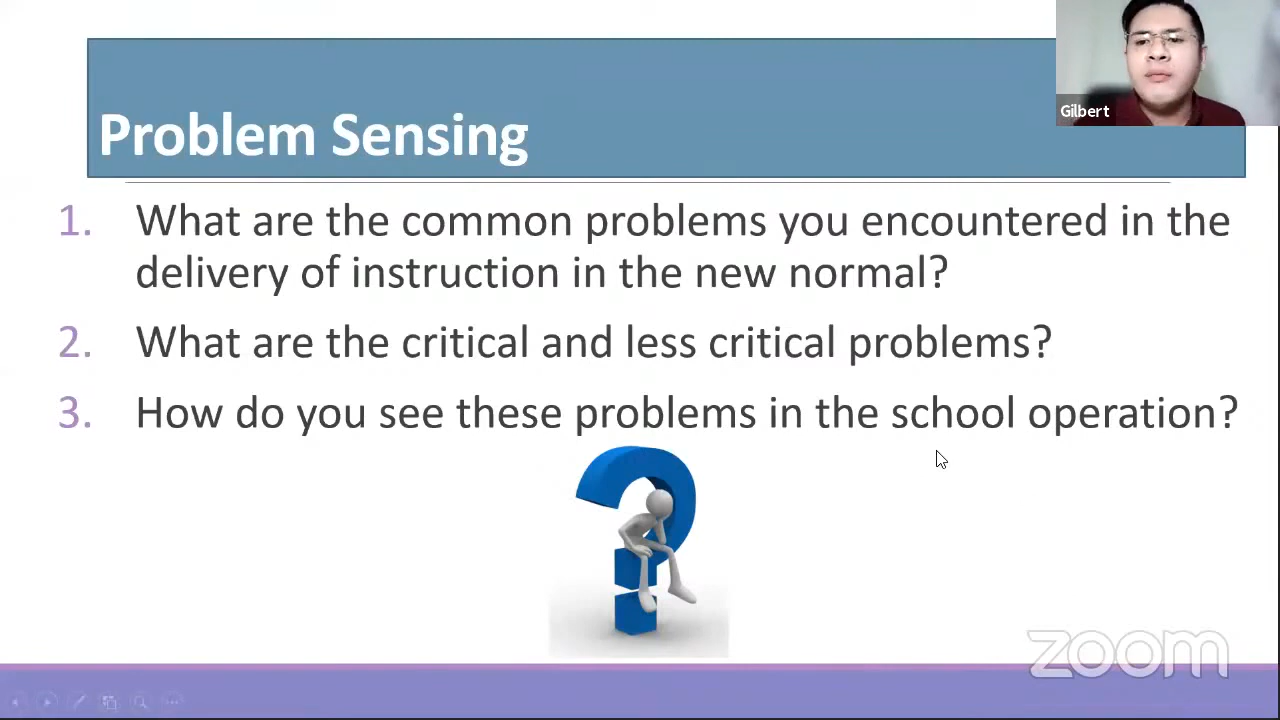 Gilbert
Problem Sensing
1. What are the common problems you encountered in the
delivery of instruction in the new normal?
2. What are the critical and less critical problems?
3. How do you see these problems in the school operation?
zoom